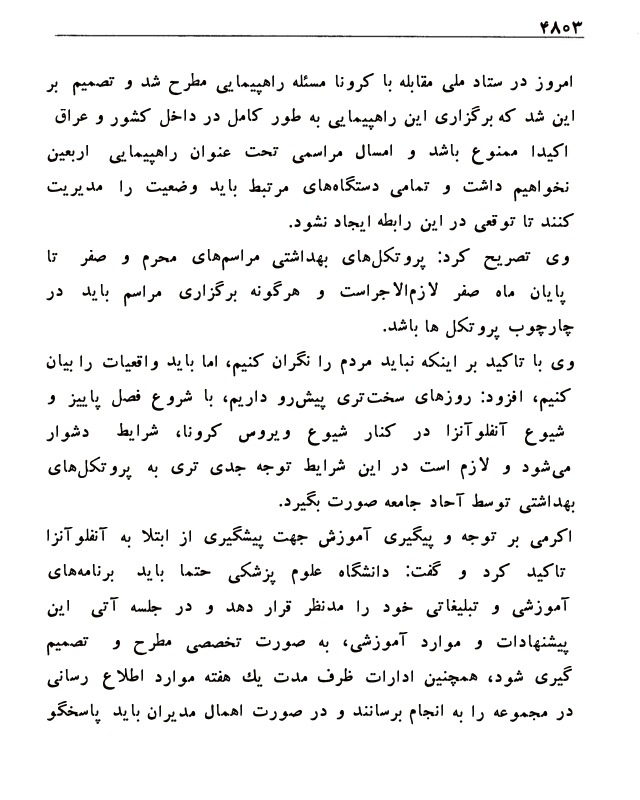 ۴۸۰۳
امروز در ستاد ملی مقابله با کرونا مسئله راهپیمایی مطرح شد و تصمیم بر
این شد که برگزاری این راهپیمایی به طور کامل در داخل کشور و عراق
اکیدا ممنوع باشد و امسال مراسمی تحت عنوان راهپیمایی اربعین
نخواهیم داشت و تمامی دستگاه‌های مرتبط باید وضعیت را مدیریت
کنند تا توقعی در این رابطه ایجاد نشود.
وی تصریح کرد: پروتکل‌های بهداشتی مراسم‌های محرم و صفر تا
پایان ماه صفر لازم‌الاجراست و هرگونه برگزاری مراسم باید در
چارچوب پروتکل ها باشد.
وی با تاکید بر اینکه نباید مردم را نگران کنیم، اما باید واقعیات را بیان
کنیم، افزود: روزهای سخت‌تری پیش‌رو داریم، با شروع فصل پاییز و
شیوع آنفلوآنزا در کنار شیوع ویروس کرونا، شرایط دشوار
می‌شود و لازم است در این شرایط توجه جدی تری به پروتکل‌های
بهداشتی توسط آحاد جامعه صورت بگیرد.
اکرمی بر توجه و پیگیری آموزش جهت پیشگیری از ابتلا به آنفلوآنزا
تاکید کرد و گفت: دانشگاه علوم پزشکی حتما باید برنامه‌های
آموزشی و تبلیغاتی خود را مدنظر قرار دهد و در جلسه آتی این
پیشنهادات و موارد آموزشی، به صورت تخصصی مطرح و تصمیم
گیری شود، همچنین ادارات ظرف مدت یك هفته موارد اطلاع رسانی
در مجموعه را به انجام برسانند و در صورت اهمال مدیران باید پاسخگو